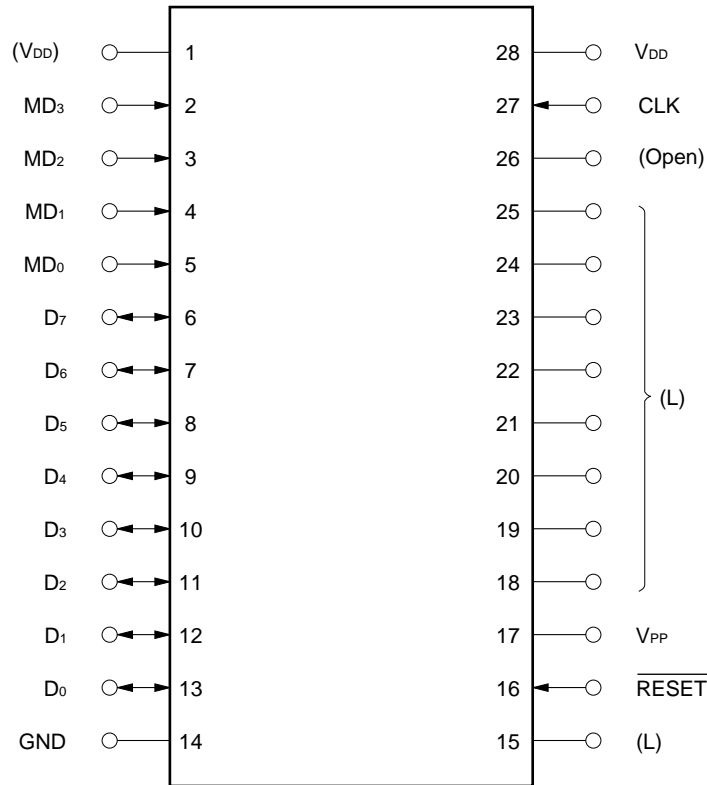 (VDD) 1 28 VDD
MD3 2 27 CLK
MD2 3 26 (Open)
MD1 4 25
MD0 5 24
D7 6 23
D6 7 22
D5 8 21
(L)
D4 9 20
D3 10 19
D2 11 18
D1 12 17 VPP
D0 13 16 RESET
GND 14 15 (L)